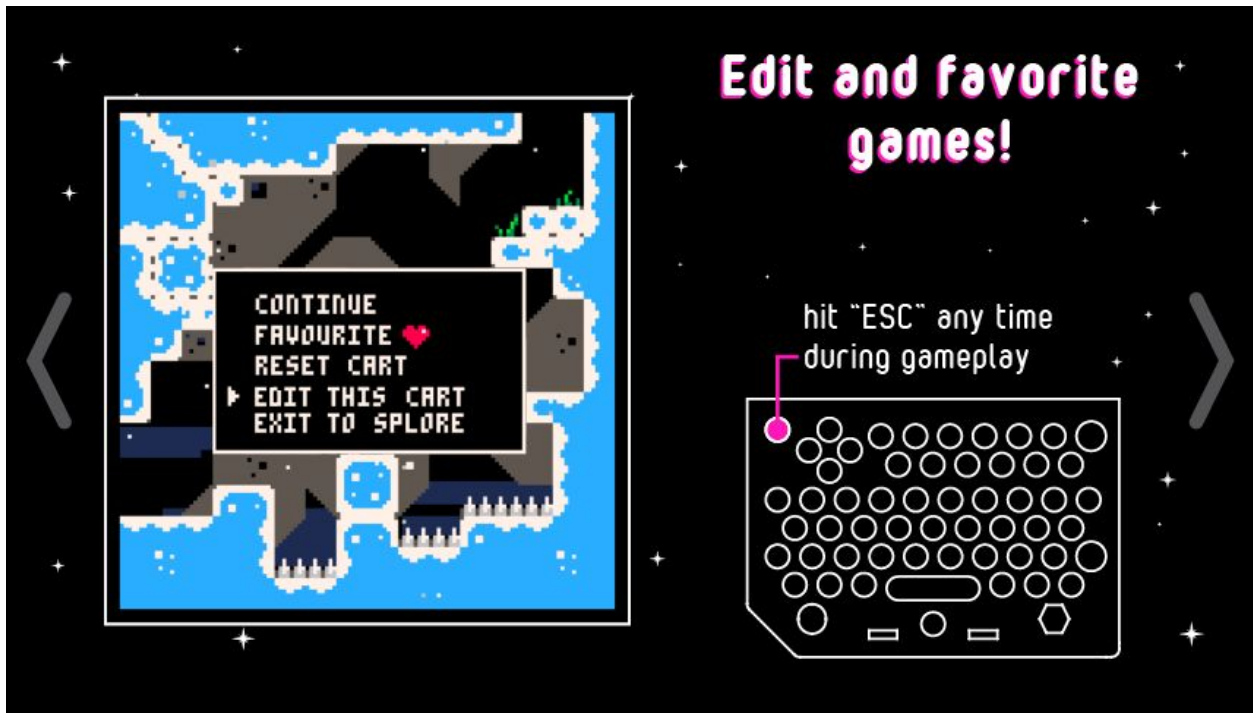 Edit and favorite
games!
CONTINUE
FAVOURITE
RESET CART
EDIT THIS CART
EXIT TO SPLORE
hit “ESC” any time
during gameplay